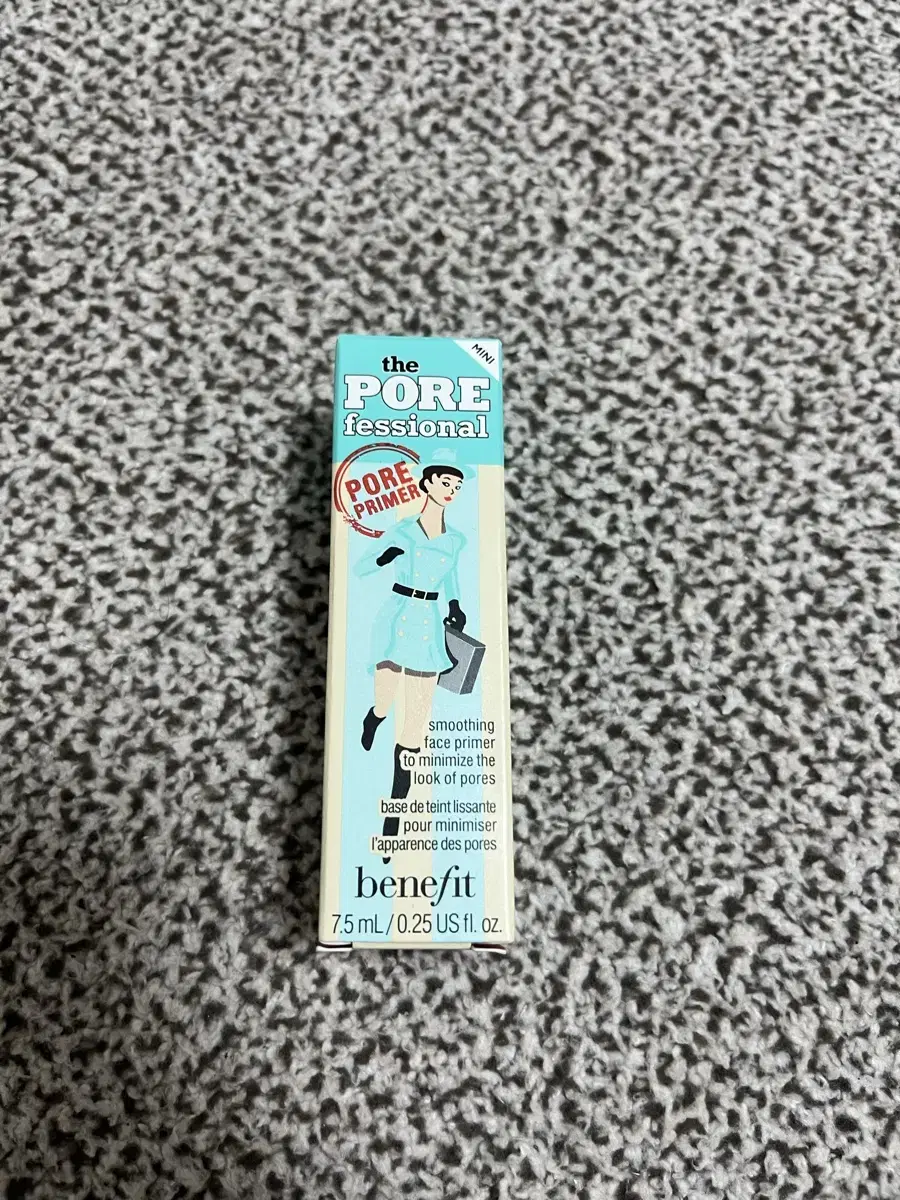 MINI
the
PORE
fessional
PORE
PRIMER
smoothing
face primer
to minimize the
look of pores
base de teint lissante
pour minimiser
l'apparence des pores
benefit
7.5 mL / 0.25 US fl. oz.